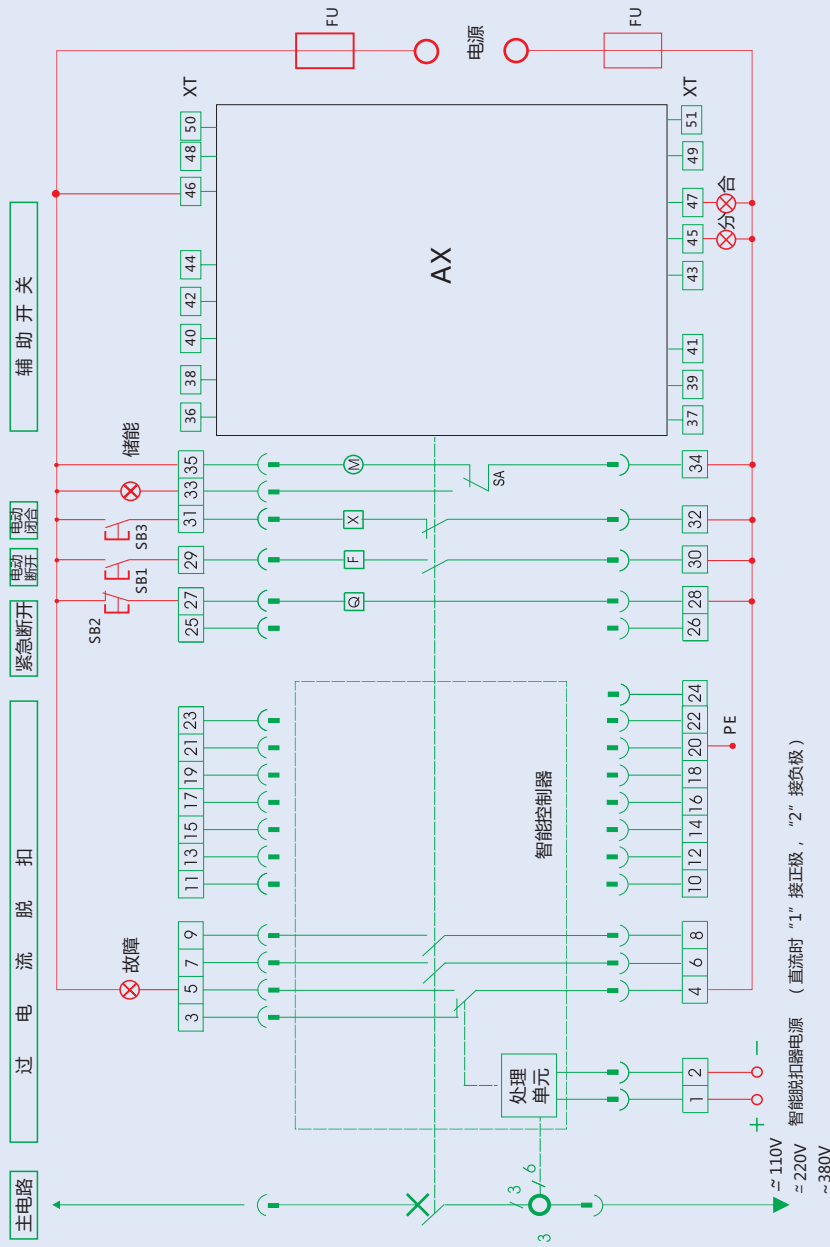 主电路
过 电 流 脱 扣
紧急断开
电动
断开
电动
闭合
辅 助 开 关
SB2
故障
SB1
SB3
储能
FU
3 5 7 9
11 13 15 17 19 21 23
25 27 29 31 33 35
36 38 40 42 44 46 48 50
XT
Q F X M
SA
AX
电源
处理
单元
智能控制器
3
6
3
1 2 4 6 8
10 12 14 16 18 20 22 24
26 28 30 32 34
37 39 41 43 45 47 49 51
XT
FU
PE
分
合
+ −
≂110V
≂220V
~380V
智能脱扣器电源 （直流时“1”接正极，“2”接负极）